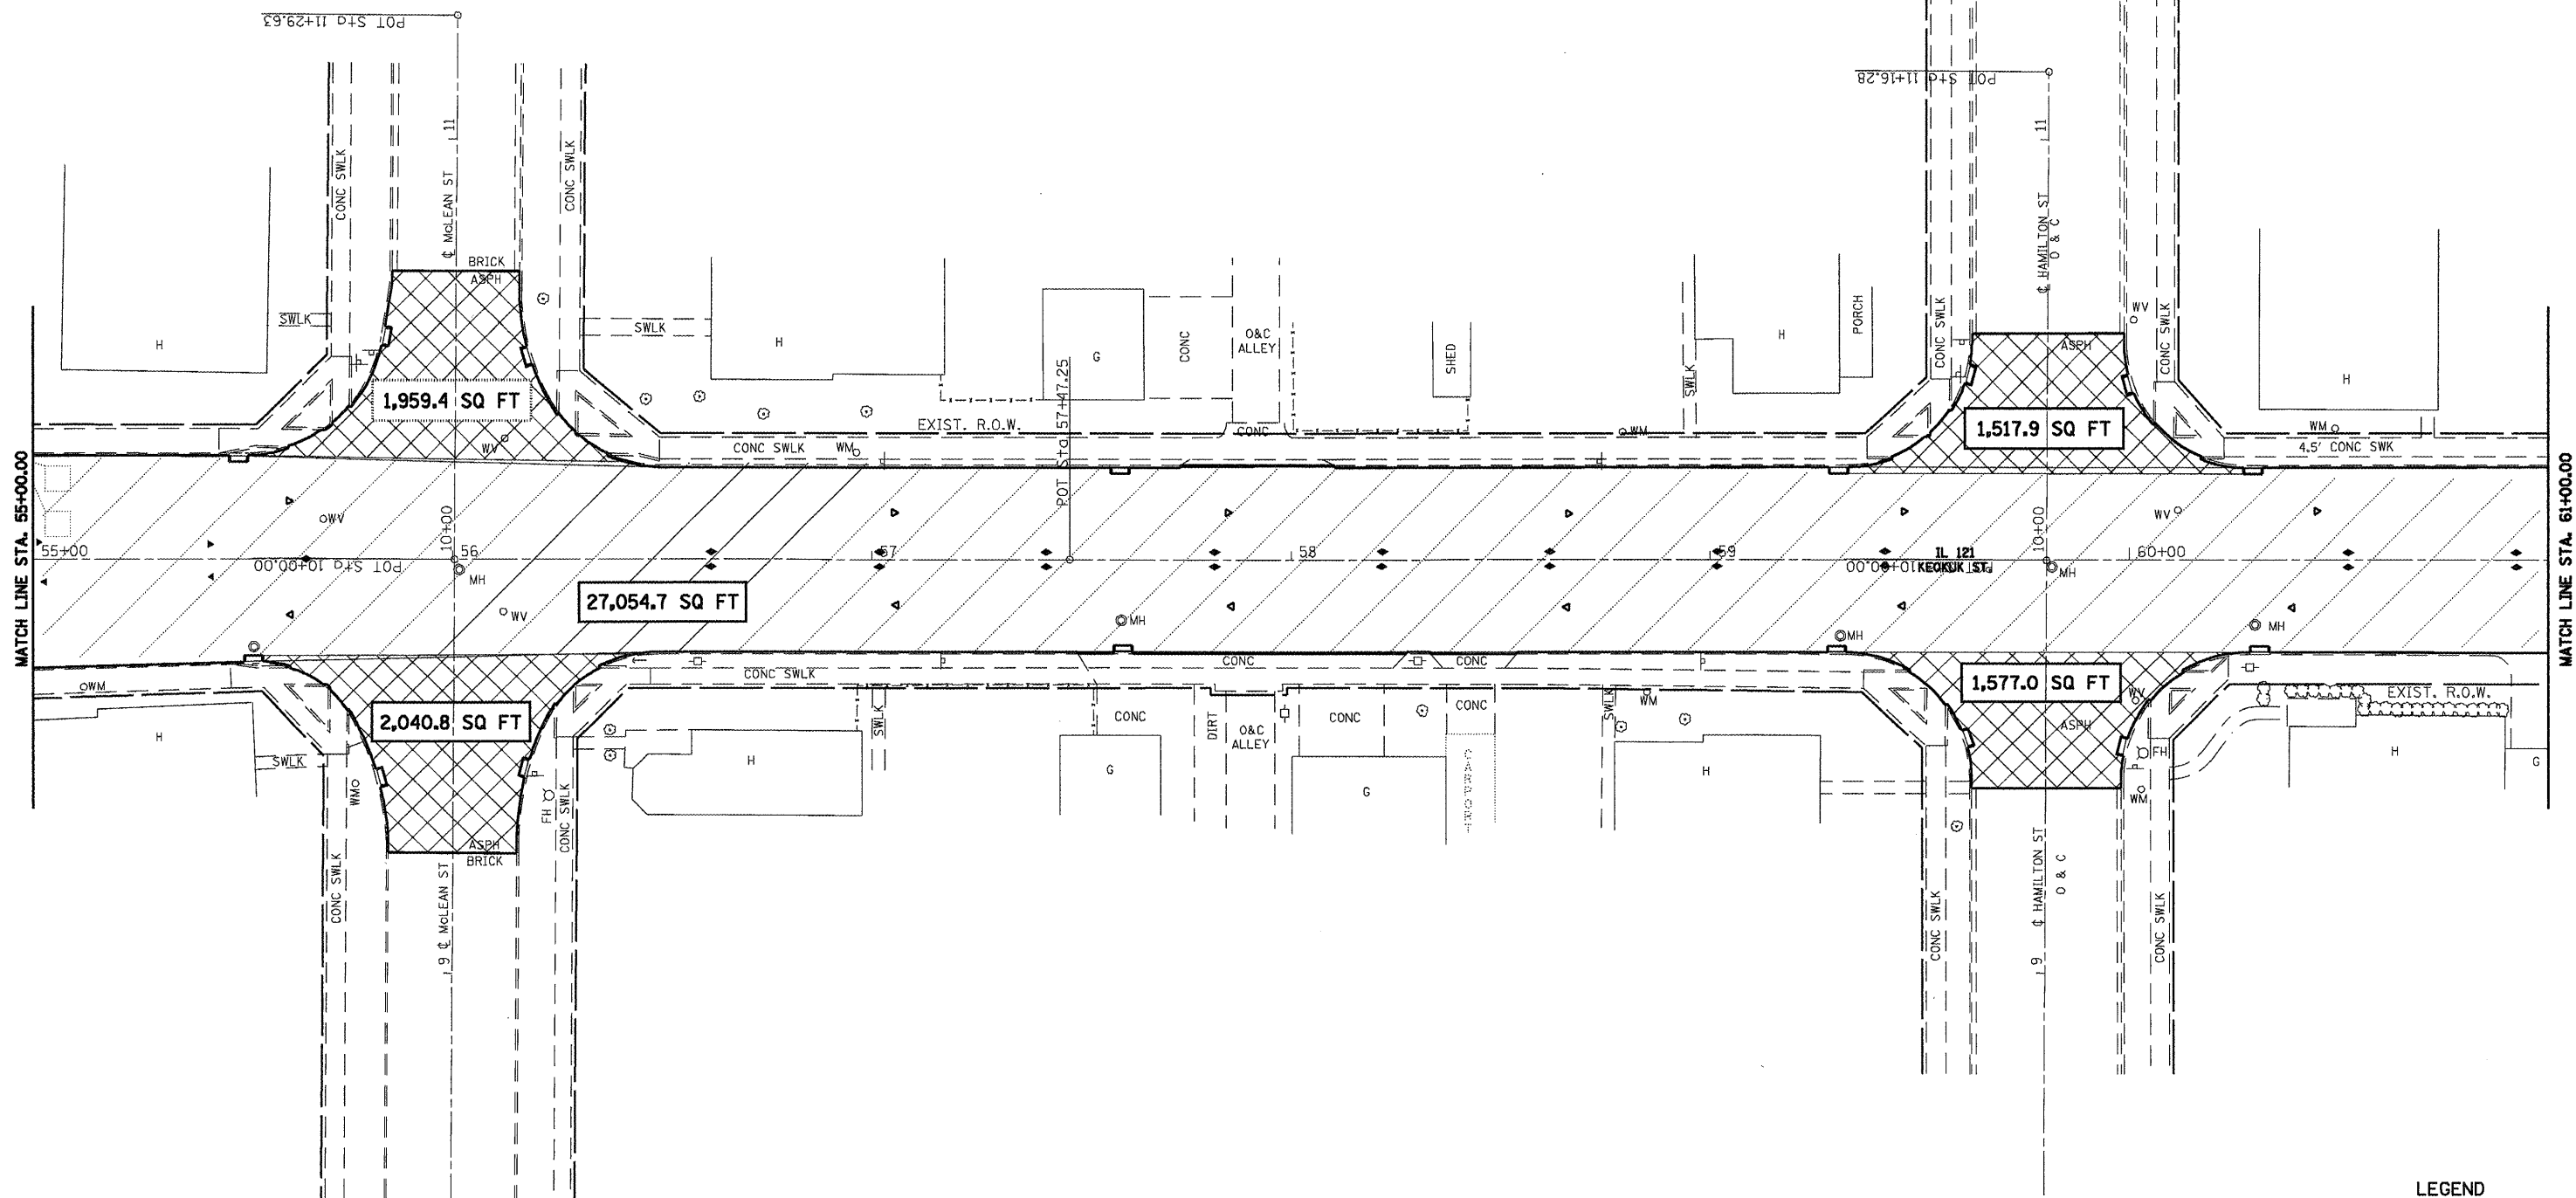 POT Sta 11+29.63
POT Sta 11+16.28
11
11
CONC SWLK
℄ McLEAN ST
CONC SWLK
℄ HAMILTON ST
O & C
BRICK
ASPH
WV
CONC SWLK
CONC SWLK
SWLK
SWLK
H
H
G
CONC
O&C
ALLEY
SHED
SWLK
H
PORCH
ASPH
H
1,959.4 SQ FT
1,517.9 SQ FT
POT Sta 57+47.25
EXIST. R.O.W.
CONC
WM
WM
WV
CONC SWLK
WM
4.5' CONC SWK
MATCH LINE STA. 55+00.00
MATCH LINE STA. 61+00.00
WV
10+00
10+00
WV
55+00
56
57
58
59
60+00
IL 121
KEOKUK ST.
POT Sta 10+00.00
POT Sta 10+00.00
MH
MH
27,054.7 SQ FT
WV
MH
MH
MH
CONC SWLK
CONC
CONC
WM
1,577.0 SQ FT
WV
EXIST. R.O.W.
2,040.8 SQ FT
SWLK
CONC
DIRT
O&C
ALLEY
CONC
CONC
SWLK
WM
ASPH
H
SWLK
H
G
G
H
FH
H
G
WM
FH
WM
ASPH
BRICK
CONC SWLK
℄ McLEAN ST
9
CONC SWLK
CONC SWLK
℄ HAMILTON ST
O & C
9
CONC SWLK
LEGEND